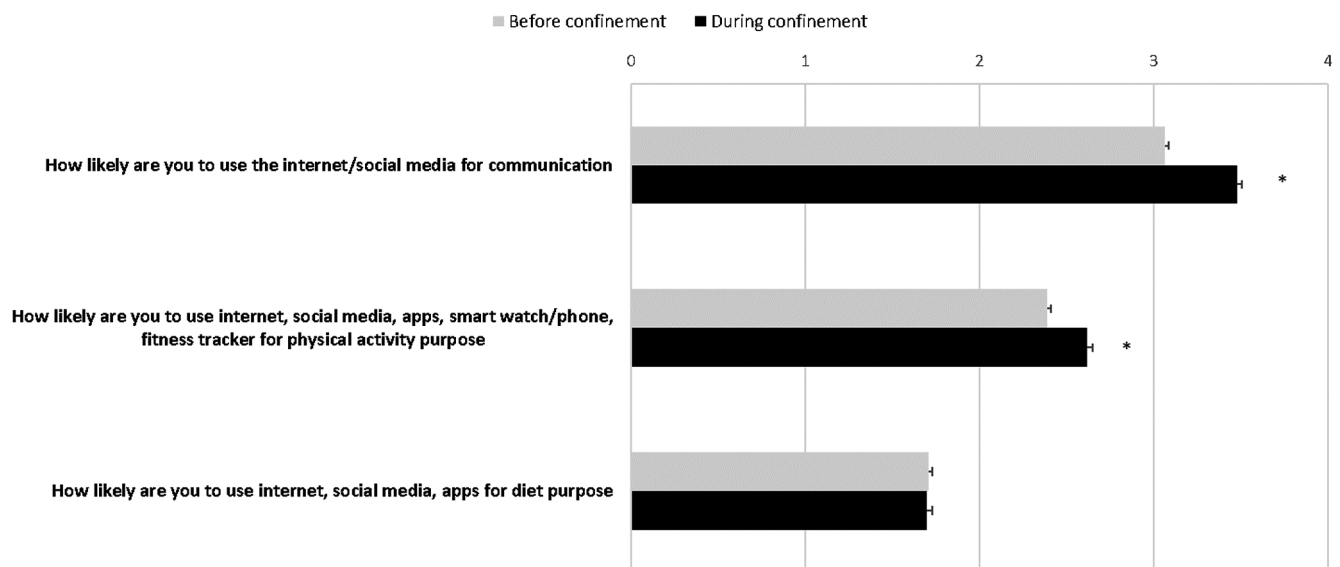 Before confinement During confinement
0 1 2 3 4
How likely are you to use the internet/social media for communication
*
How likely are you to use internet, social media, apps, smart watch/phone,
fitness tracker for physical activity purpose
*
How likely are you to use internet, social media, apps for diet purpose